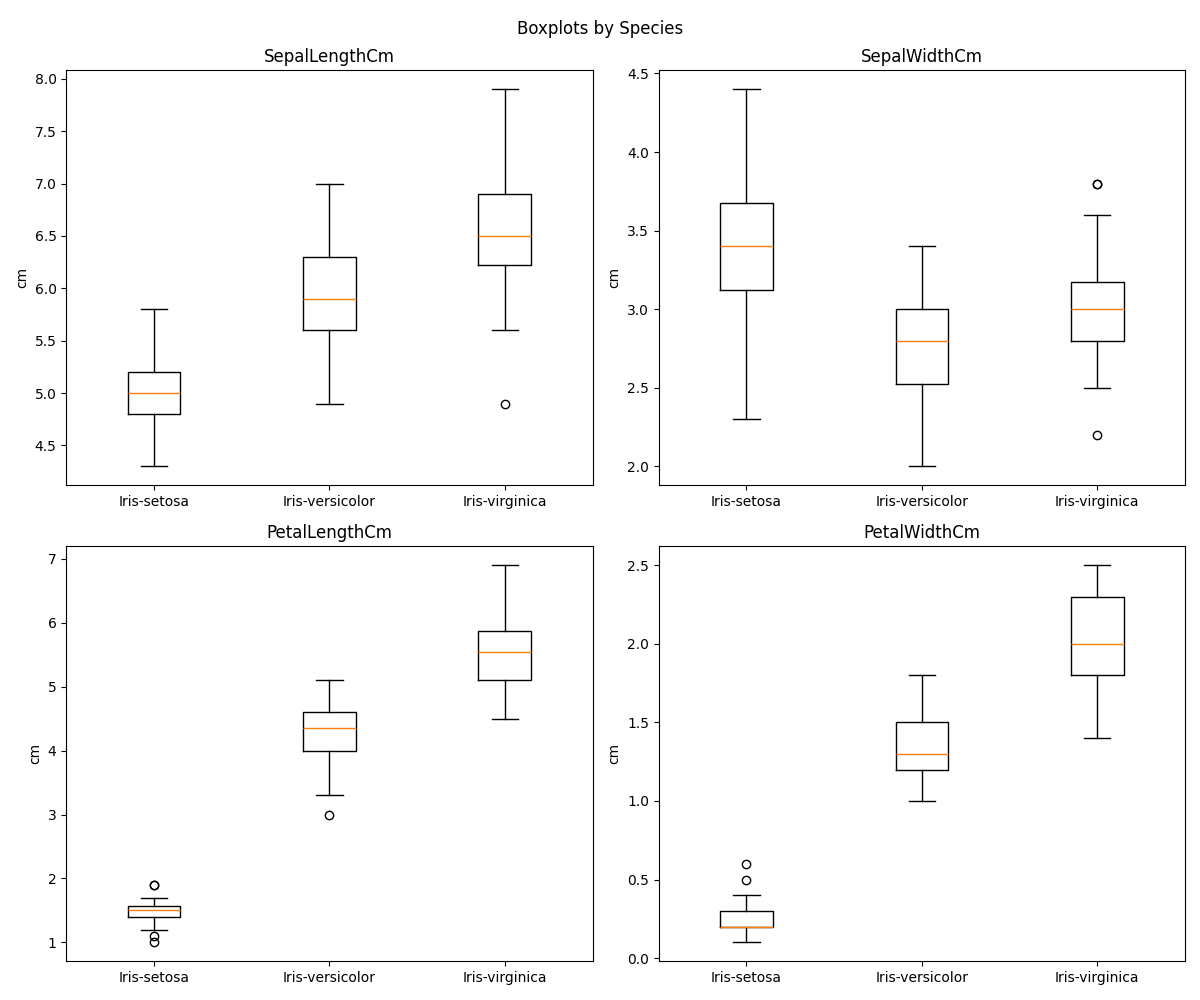 Boxplots by Species
SepalLengthCm
8.0
7.5
7.0
6.5
6.0
5.5
5.0
4.5
cm
Iris-setosa Iris-versicolor Iris-virginica
SepalWidthCm
4.5
4.0
3.5
3.0
2.5
2.0
cm
Iris-setosa Iris-versicolor Iris-virginica
PetalLengthCm
7
6
5
4
3
2
1
cm
Iris-setosa Iris-versicolor Iris-virginica
PetalWidthCm
2.5
2.0
1.5
1.0
0.5
0.0
cm
Iris-setosa Iris-versicolor Iris-virginica